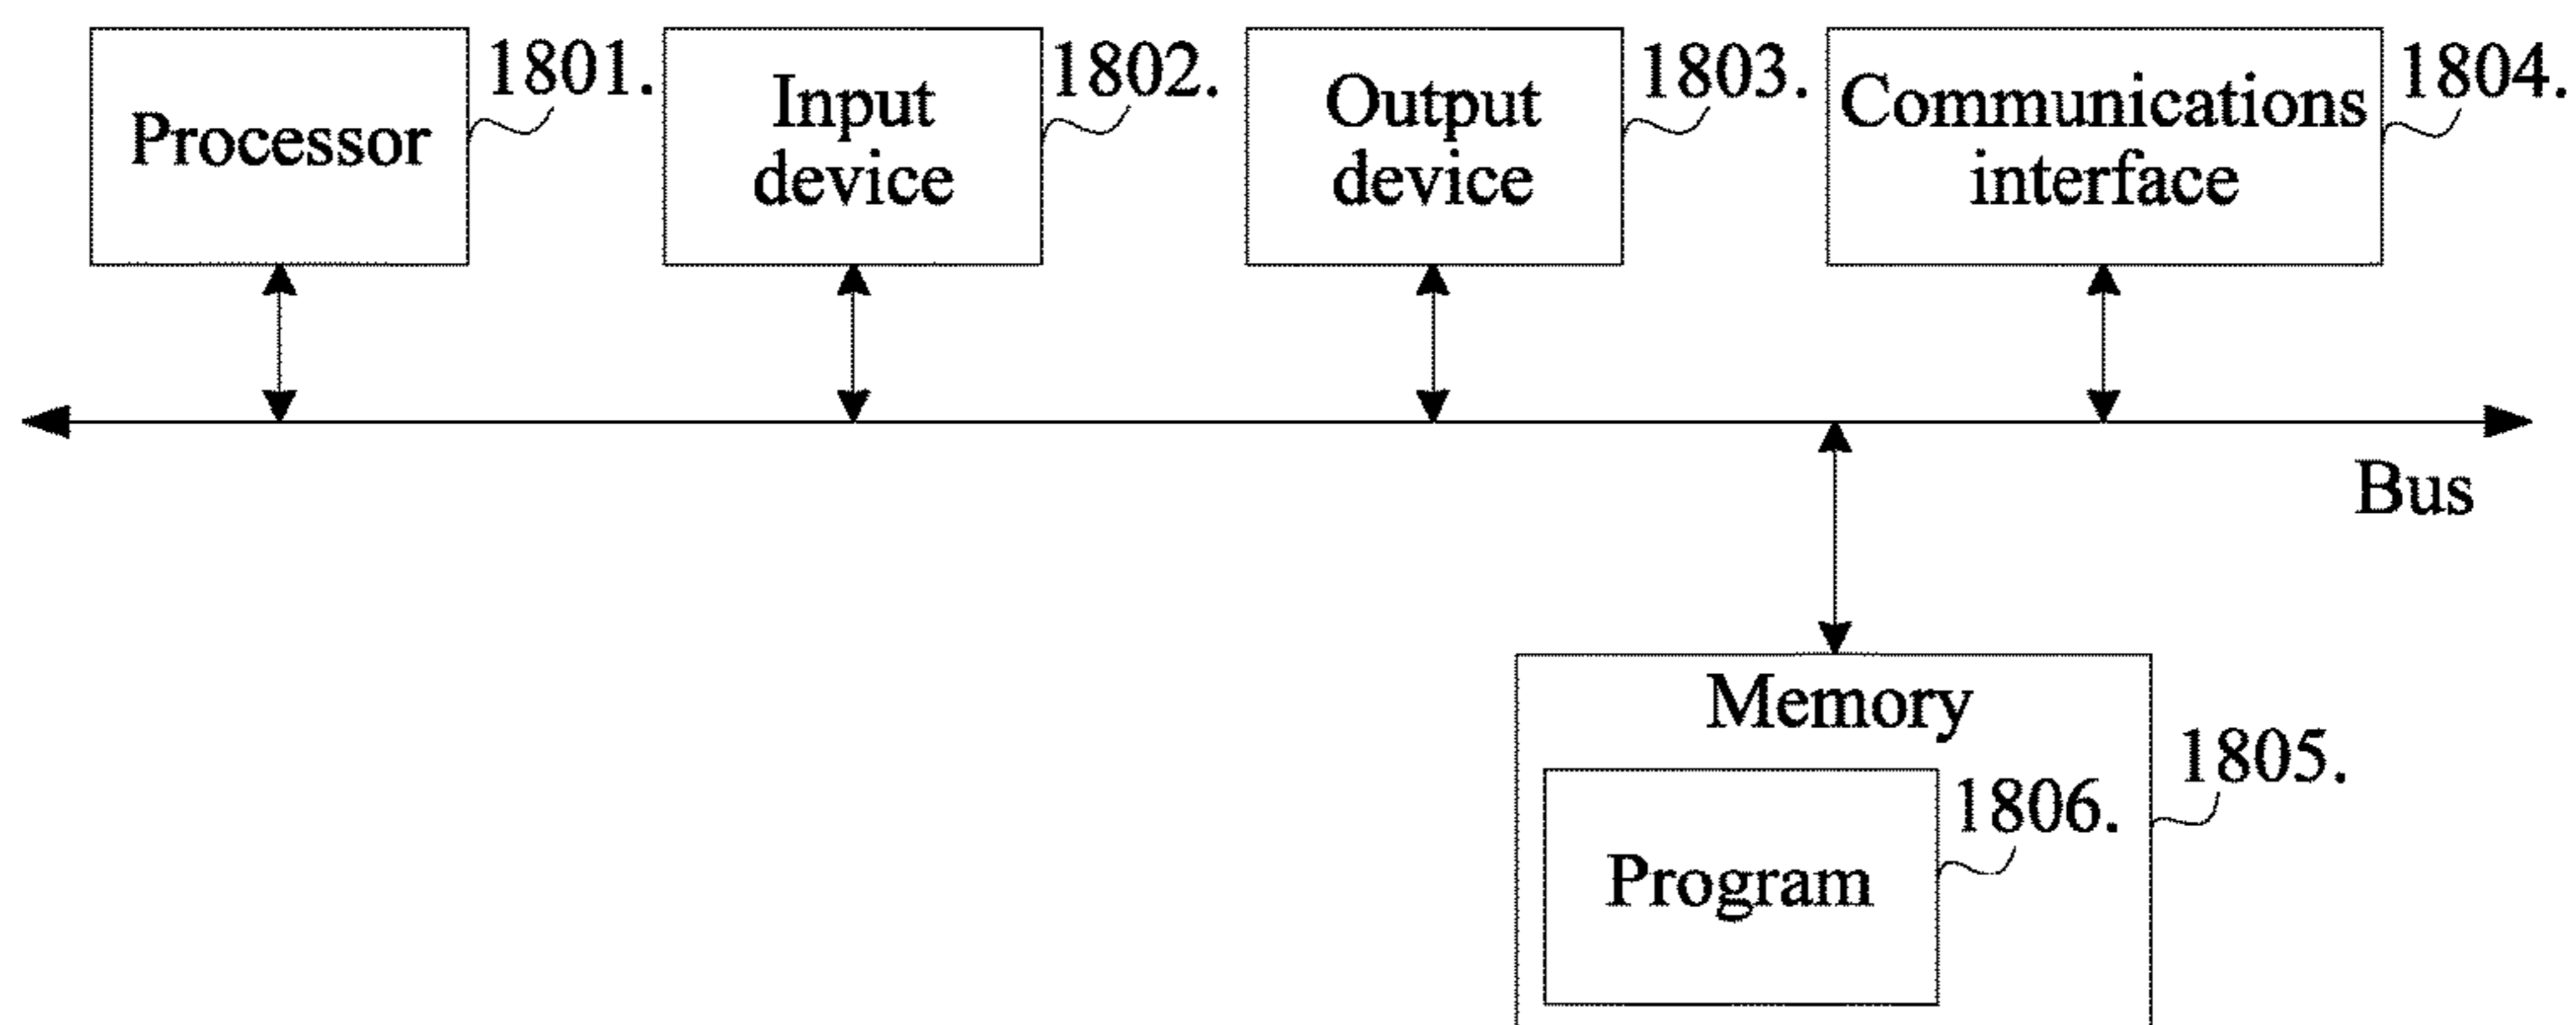 Processor
1801.
Input
device
1802.
Output
device
1803.
Communications
interface
1804.
Bus
Memory
1805.
Program
1806.